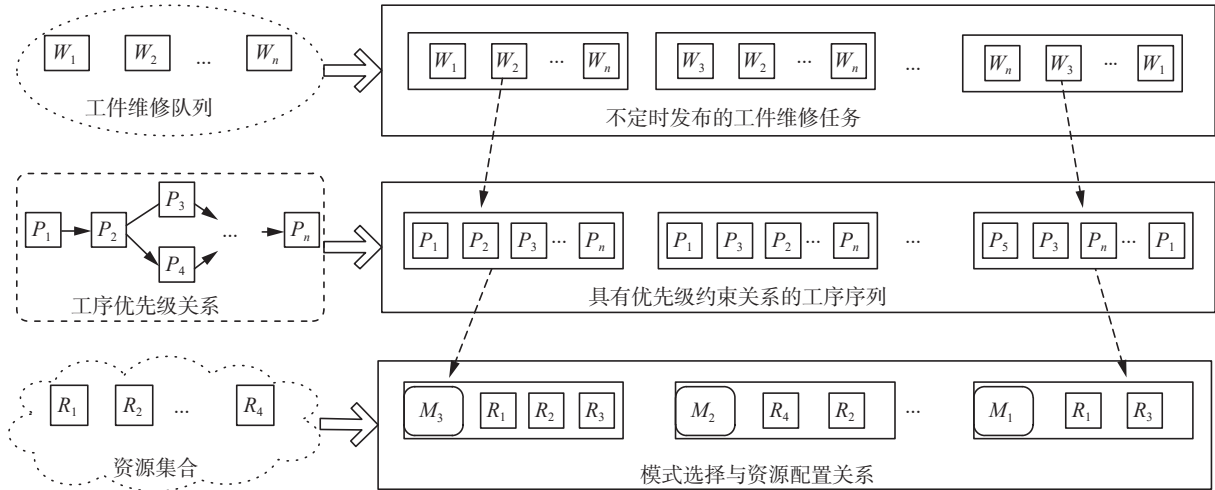 W1 W2 ... Wn
工件维修队列
W1 W2 ... Wn W3 W2 ... Wn ... Wn W3 ... W1
不定时发布的工件维修任务
P1 P2 P3 P4 ... Pn
工序优先级关系
P1 P2 P3 ... Pn P1 P3 P2 ... Pn ... P5 P3 Pn ... P1
具有优先级约束关系的工序序列
R1 R2 ... R4
资源集合
M3 R1 R2 R3 M2 R4 R2 ... M1 R1 R3
模式选择与资源配置关系